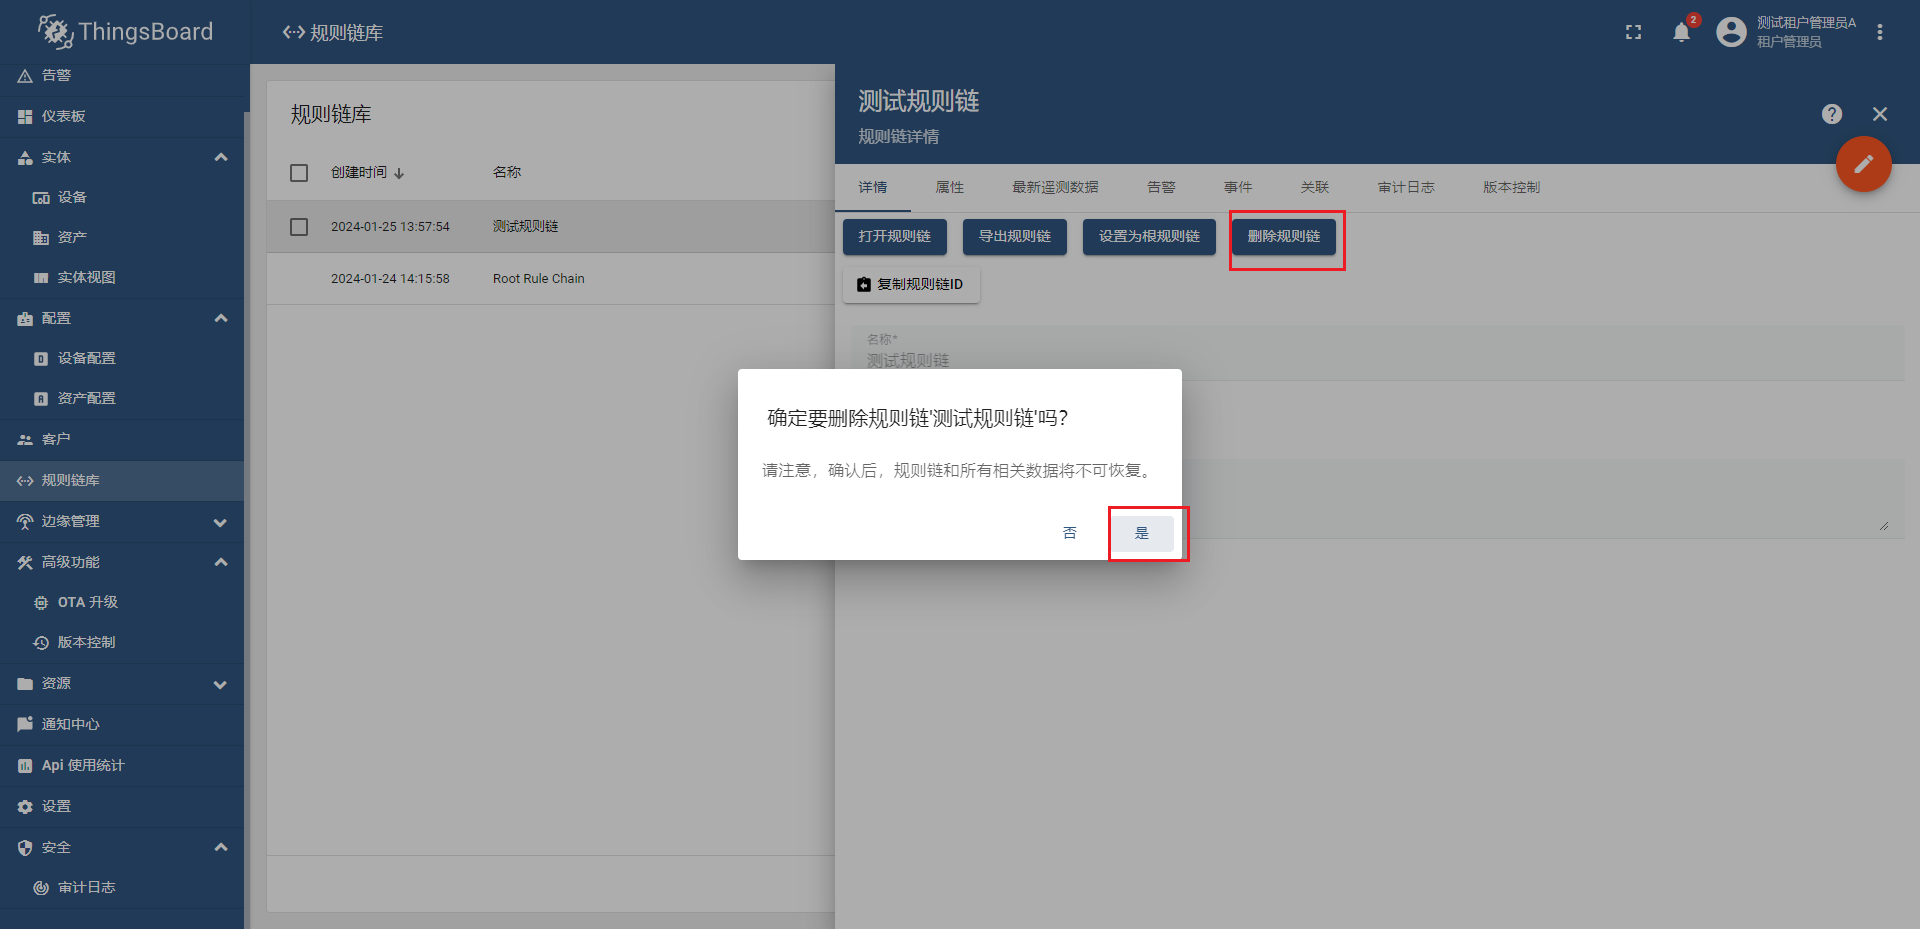 ThingsBoard
规则链库
2
测试租户管理员A
租户管理员
告警
仪表板
实体
设备
资产
实体视图
配置
设备配置
资产配置
客户
规则链库
边缘管理
高级功能
OTA 升级
版本控制
资源
通知中心
Api 使用统计
设置
安全
审计日志
规则链库
创建时间 名称
2024-01-25 13:57:54 测试规则链
2024-01-24 14:15:58 Root Rule Chain
测试规则链
规则链详情
详情 属性 最新遥测数据 告警 事件 关联 审计日志 版本控制
打开规则链 导出规则链 设置为根规则链 删除规则链
复制规则链ID
名称*
测试规则链
确定要删除规则链'测试规则链'吗?
请注意，确认后，规则链和所有相关数据将不可恢复。
否 是